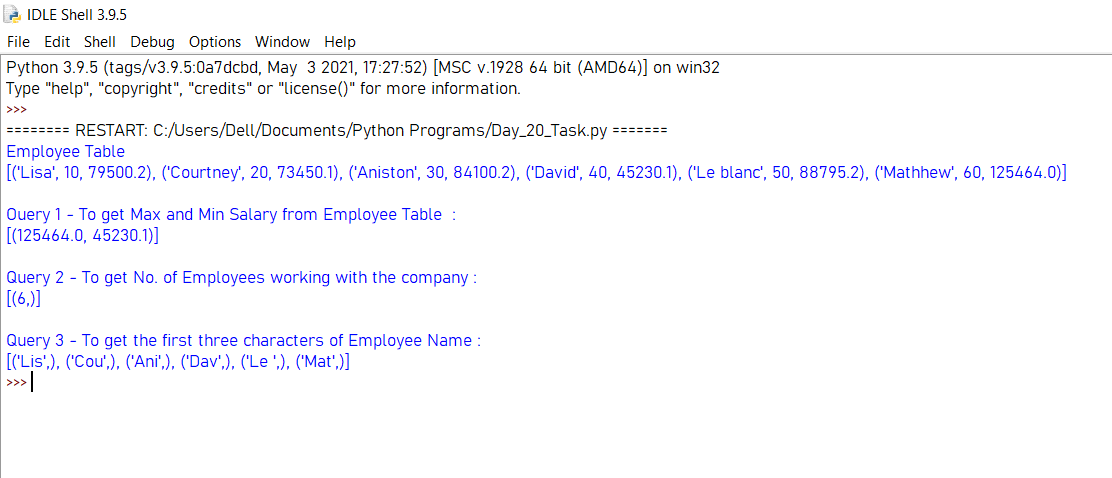 IDLE Shell 3.9.5
File Edit Shell Debug Options Window Help
Python 3.9.5 (tags/v3.9.5:0a7dcbd, May  3 2021, 17:27:52) [MSC v.1928 64 bit (AMD64)] on win32
Type "help", "copyright", "credits" or "license()" for more information.
>>>
======== RESTART: C:/Users/Dell/Documents/Python Programs/Day_20_Task.py =======
Employee Table
[('Lisa', 10, 79500.2), ('Courtney', 20, 73450.1), ('Aniston', 30, 84100.2), ('David', 40, 45230.1), ('Le blanc', 50, 88795.2), ('Mathhew', 60, 125464.0)]
Ouery 1 - To get Max and Min Salary from Employee Table  :
[(125464.0, 45230.1)]
Query 2 - To get No. of Employees working with the company :
[(6,)]
Query 3 - To get the first three characters of Employee Name :
[('Lis',), ('Cou',), ('Ani',), ('Dav',), ('Le ',), ('Mat',)]
>>>